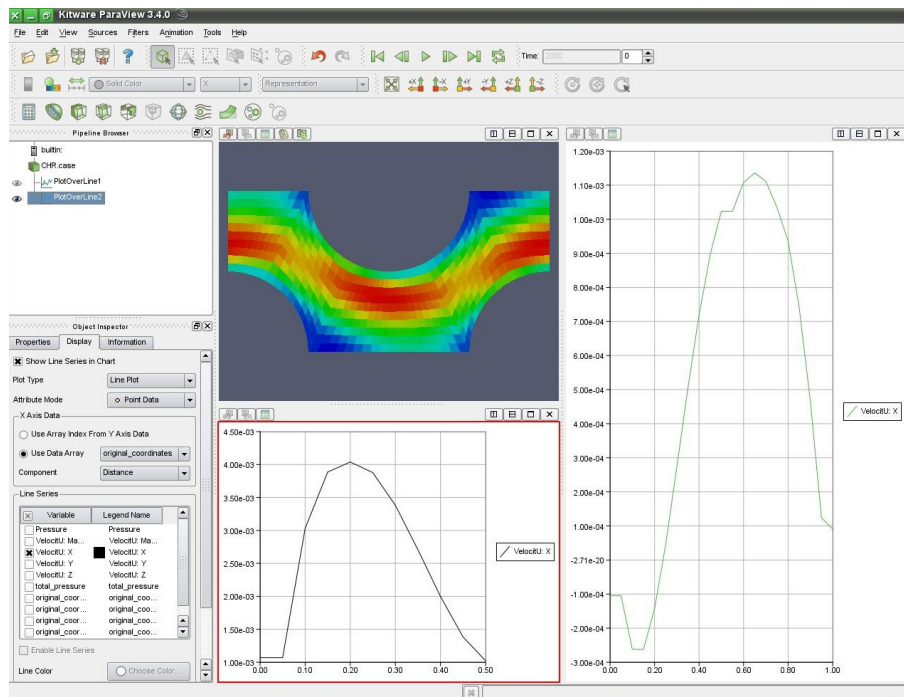 Kitware ParaView 3.4.0
File Edit View Sources Filters Animation Tools Help
Time: 2000 0
Solid Color X Representation +X -X +Y -Y +Z -Z
Pipeline Browser
builtin:
CHR.case
PlotOverLine1
PlotOverLine2
Object Inspector
Properties Display Information
Show Line Series in Chart
Plot Type Line Plot
Attribute Mode Point Data
X Axis Data
Use Array Index From Y Axis Data
Use Data Array original_coordinates
Component Distance
Line Series
Variable Legend Name
Pressure Pressure
VelocitU: Ma... VelocitU: Ma...
VelocitU: X VelocitU: X
VelocitU: Y VelocitU: Y
VelocitU: Z VelocitU: Z
total_pressure total_pressure
original_coor... original_coo...
original_coor... original_coo...
original_coor... original_coo...
original_coor... original_coo...
Enable Line Series
Line Color Choose Color...
4.50e-03
4.00e-03
3.50e-03
3.00e-03
2.50e-03
2.00e-03
1.50e-03
1.00e-03
0.00 0.10 0.20 0.30 0.40 0.50
VelocitU: X
1.20e-03
1.10e-03
1.00e-03
9.00e-04
8.00e-04
7.00e-04
6.00e-04
5.00e-04
4.00e-04
3.00e-04
2.00e-04
1.00e-04
-2.71e-20
-1.00e-04
-2.00e-04
-3.00e-04
0.00 0.20 0.40 0.60 0.80 1.00
VelocitU: X